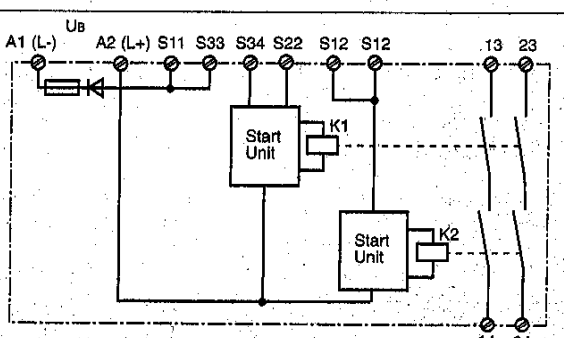 UB
A1 (L-) A2 (L+) S11 S33 S34 S22 S12 S12 13 23
Start
Unit
K1
Start
Unit
K2